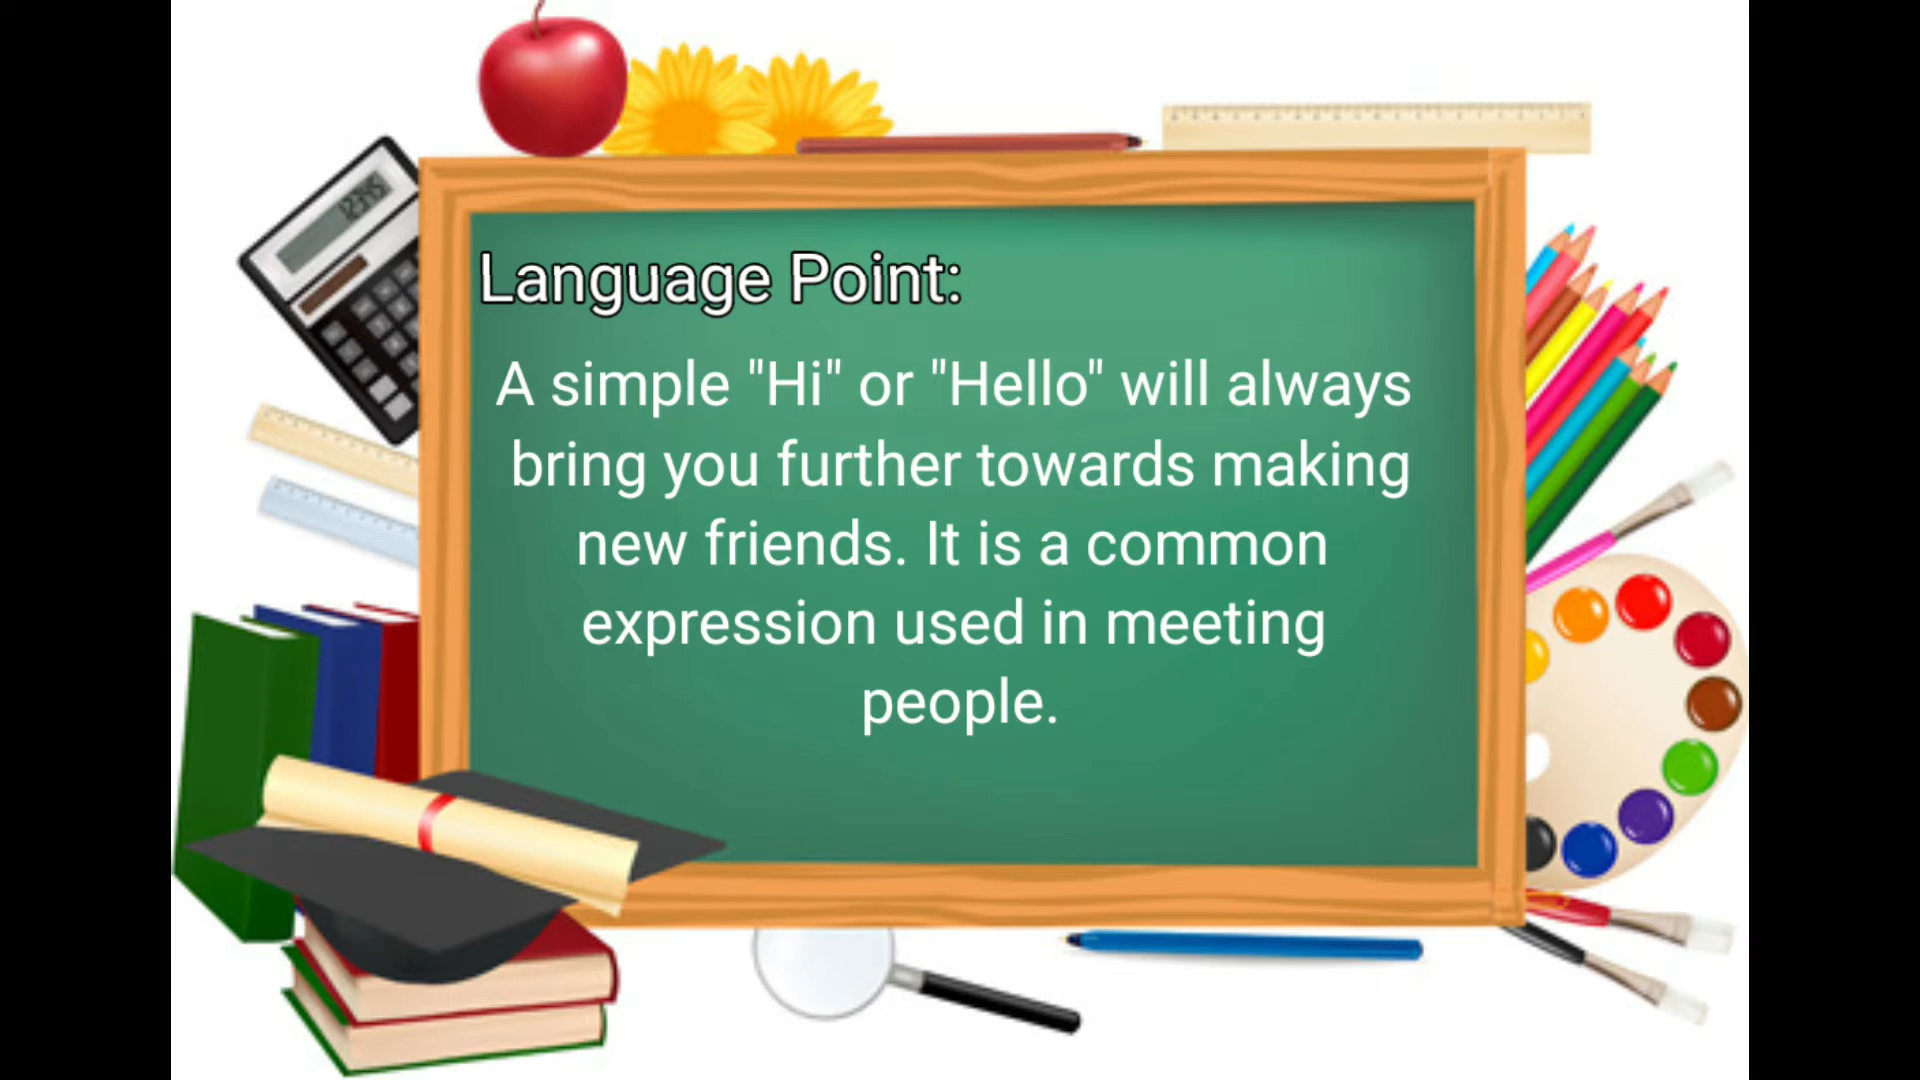 12345
Language Point:
A simple "Hi" or "Hello" will always
bring you further towards making
new friends. It is a common
expression used in meeting
people.